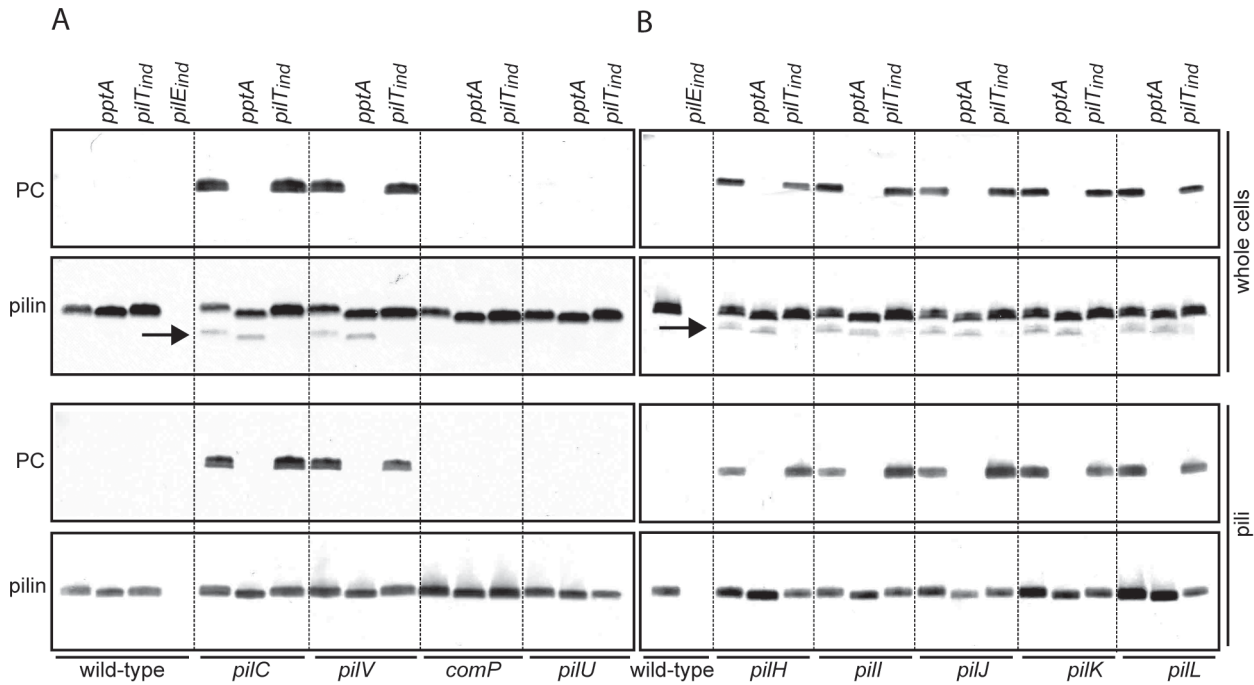 A B
pptA pilTind pilEind pptA pilTind pptA pilTind pptA pilTind pptA pilTind pilEind pptA pilTind pptA pilTind pptA pilTind pptA pilTind pptA pilTind
PC
pilin
whole cells
PC
pilin
pili
wild-type pilC pilV comP pilU wild-type pilH pilI pilJ pilK pilL